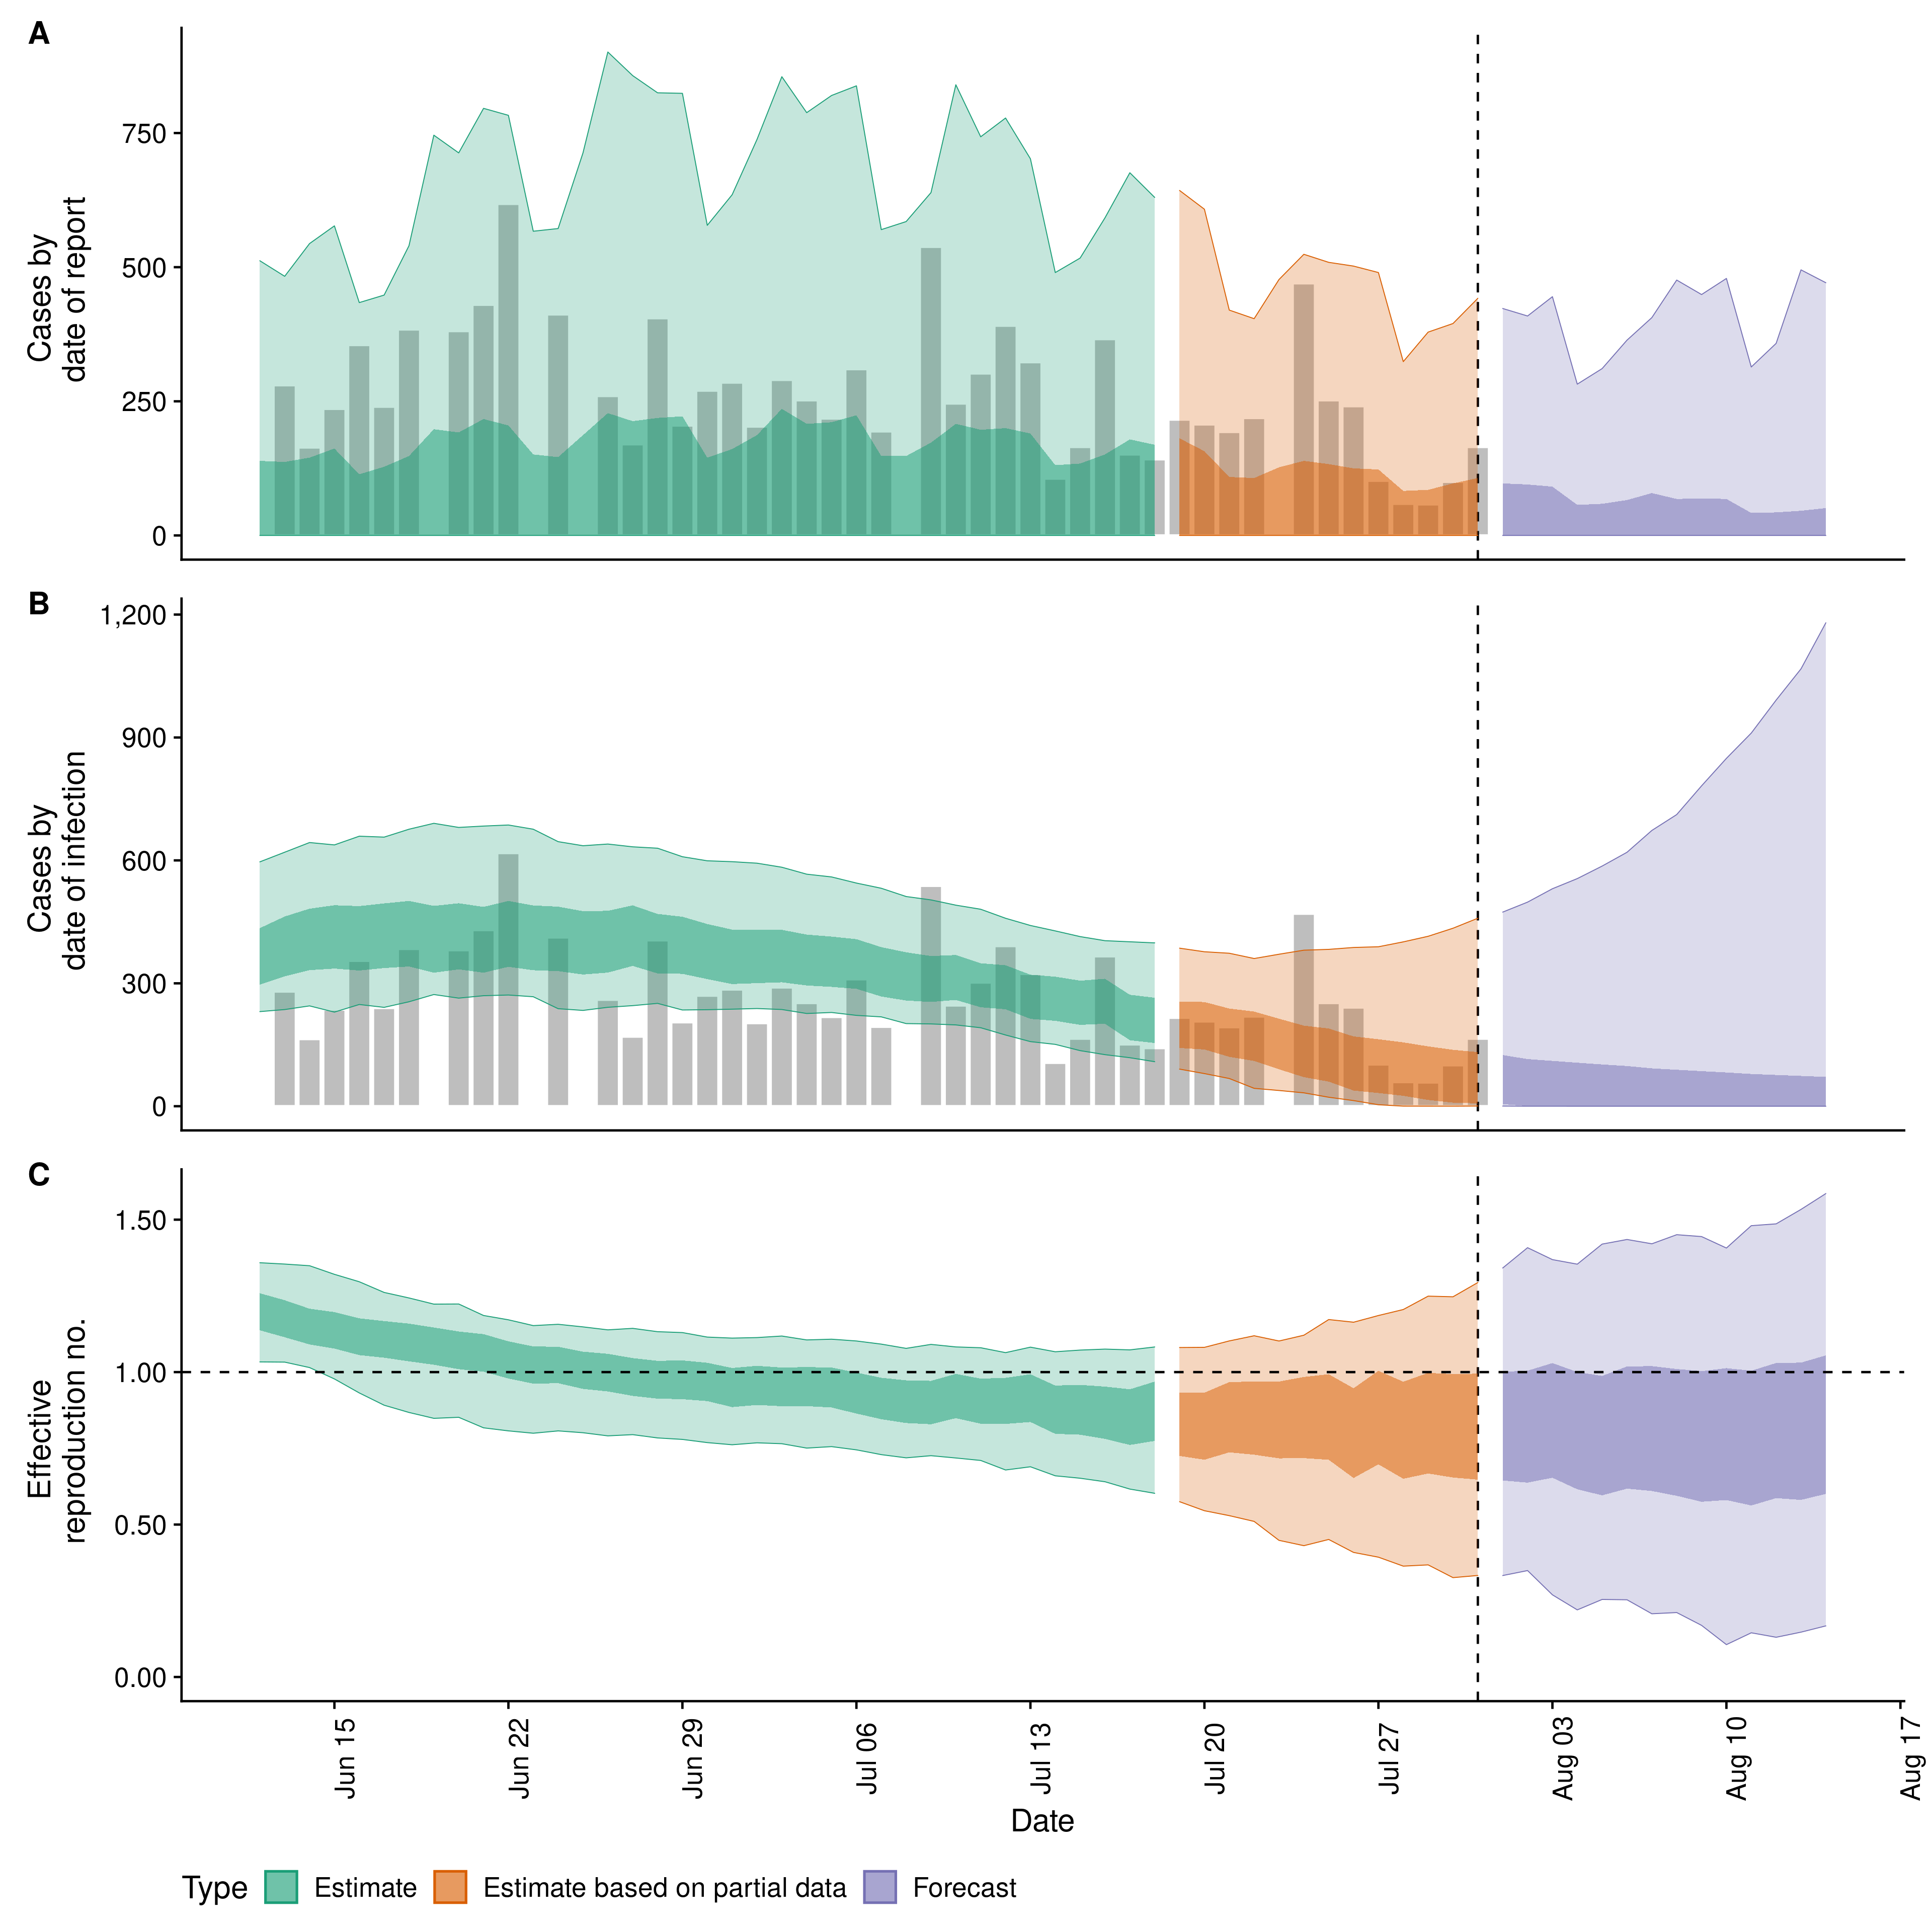 A
750
500
250
0
Cases by
date of report
B
1,200
900
600
300
0
Cases by
date of infection
C
1.50
1.00
0.50
0.00
Effective
reproduction no.
Jun 15
Jun 22
Jun 29
Jul 06
Jul 13
Jul 20
Jul 27
Aug 03
Aug 10
Aug 17
Date
Type Estimate Estimate based on partial data Forecast